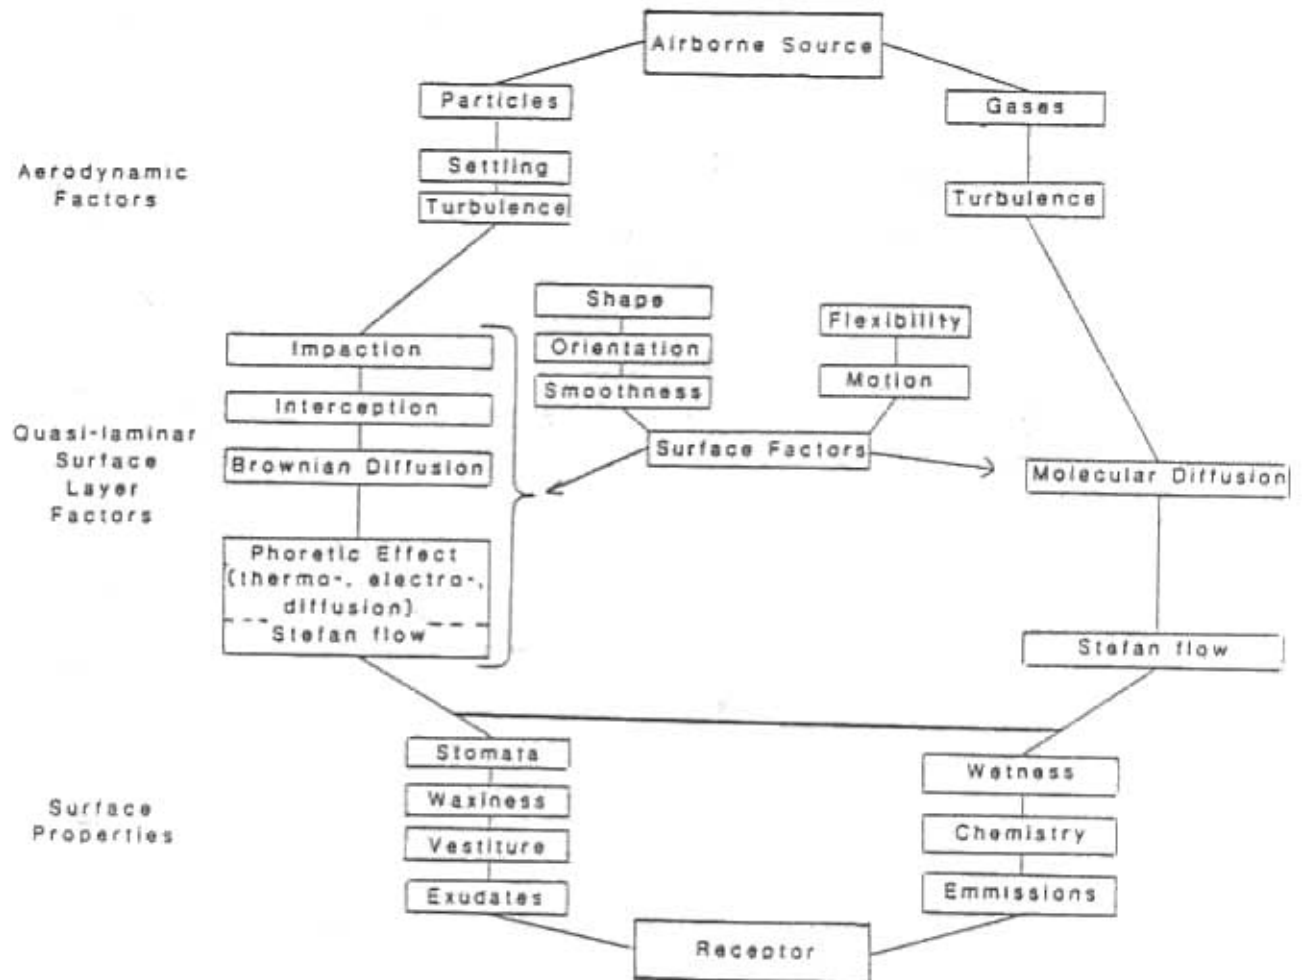 Airborne Source
Particles
Gases
Aerodynamic
Factors
Settling
Turbulence
Turbulence
Shape
Orientation
Smoothness
Flexibility
Motion
Surface Factors
Quasi-laminar
Surface
Layer
Factors
Impaction
Interception
Brownian Diffusion
Phoretic Effect
(thermo-, electro-,
diffusion)
Stefan flow
Molecular Diffusion
Stefan flow
Surface
Properties
Stomata
Waxiness
Vestiture
Exudates
Wetness
Chemistry
Emmissions
Receptor